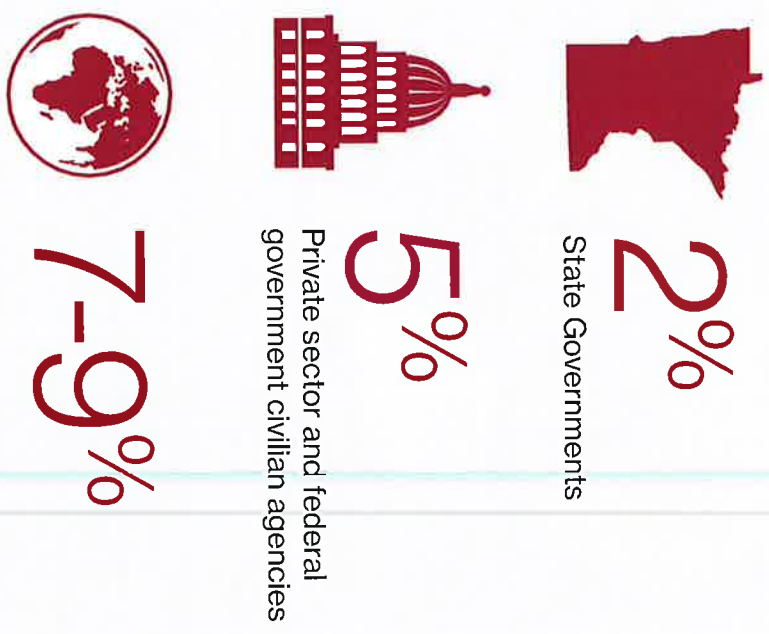 2%
State Governments
5%
Private sector and federal
government civilian agencies
7-9%